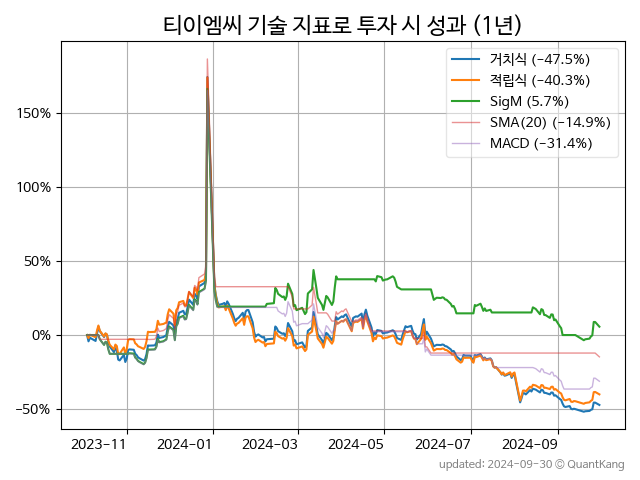 티이엠씨 기술 지표로 투자 시 성과 (1년)
거치식 (−47.5%)
적립식 (−40.3%)
SigM (5.7%)
SMA(20) (−14.9%)
MACD (−31.4%)
150%
100%
50%
0%
−50%
2023-11 2024-01 2024-03 2024-05 2024-07 2024-09
updated: 2024-09-30 © QuantKang